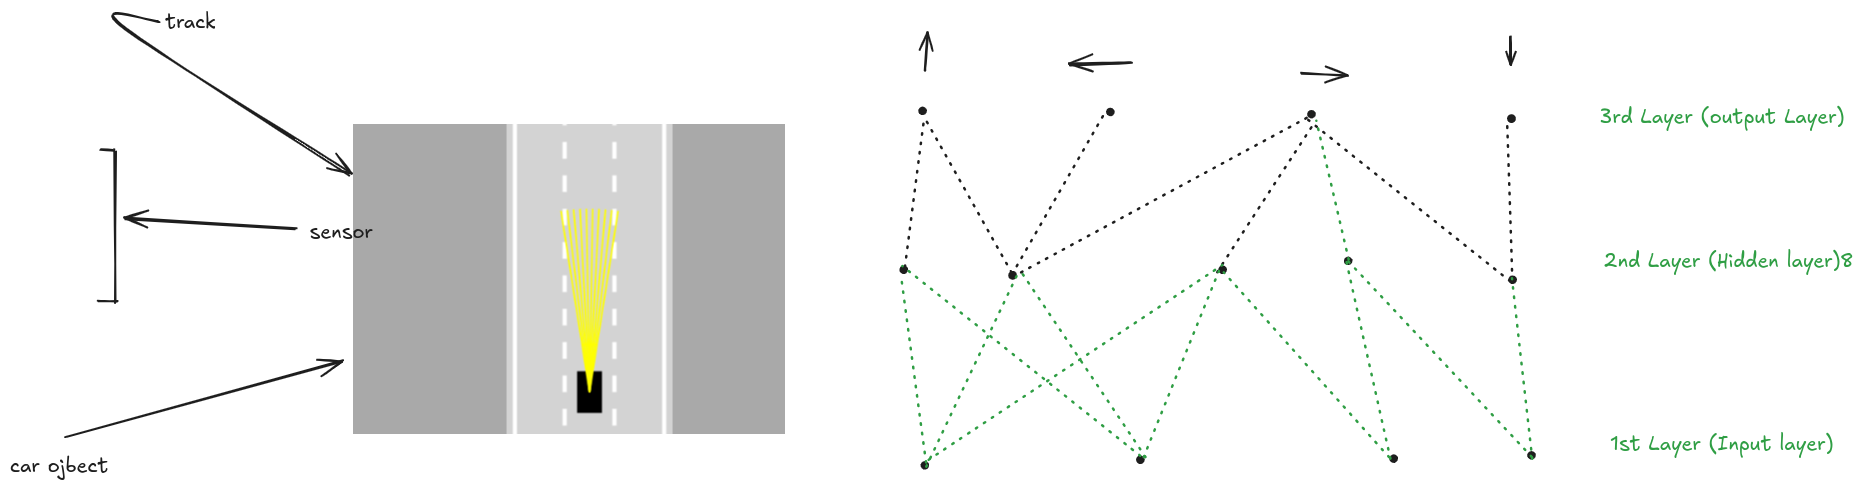 track
sensor
car ojbect
3rd Layer (output Layer)
2nd Layer (Hidden layer)8
1st Layer (Input layer)